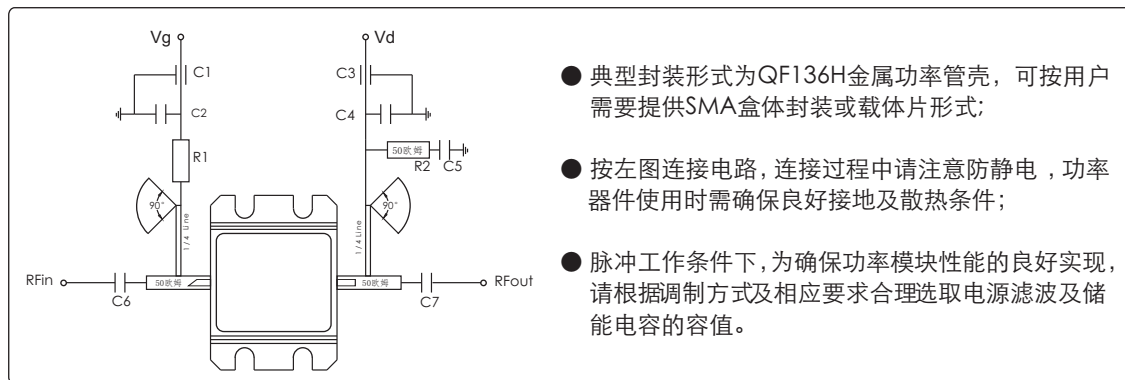 Vg
Vd
C1
C3
C2
C4
R1
50欧姆
R2
C5
90°
90°
1/4 Line
1/4 Line
RFin
50欧姆
50欧姆
RFout
C6
C7
● 典型封装形式为QF136H金属功率管壳，可按用户
需要提供SMA盒体封装或载体片形式;
● 按左图连接电路,连接过程中请注意防静电，功率
器件使用时需确保良好接地及散热条件;
● 脉冲工作条件下,为确保功率模块性能的良好实现,
请根据调制方式及相应要求合理选取电源滤波及储
能电容的容值。